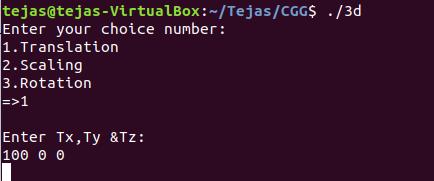 tejas@tejas-VirtualBox:~/Tejas/CGG$ ./3d
Enter your choice number:
1.Translation
2.Scaling
3.Rotation
=>1
Enter Tx,Ty &Tz:
100 0 0